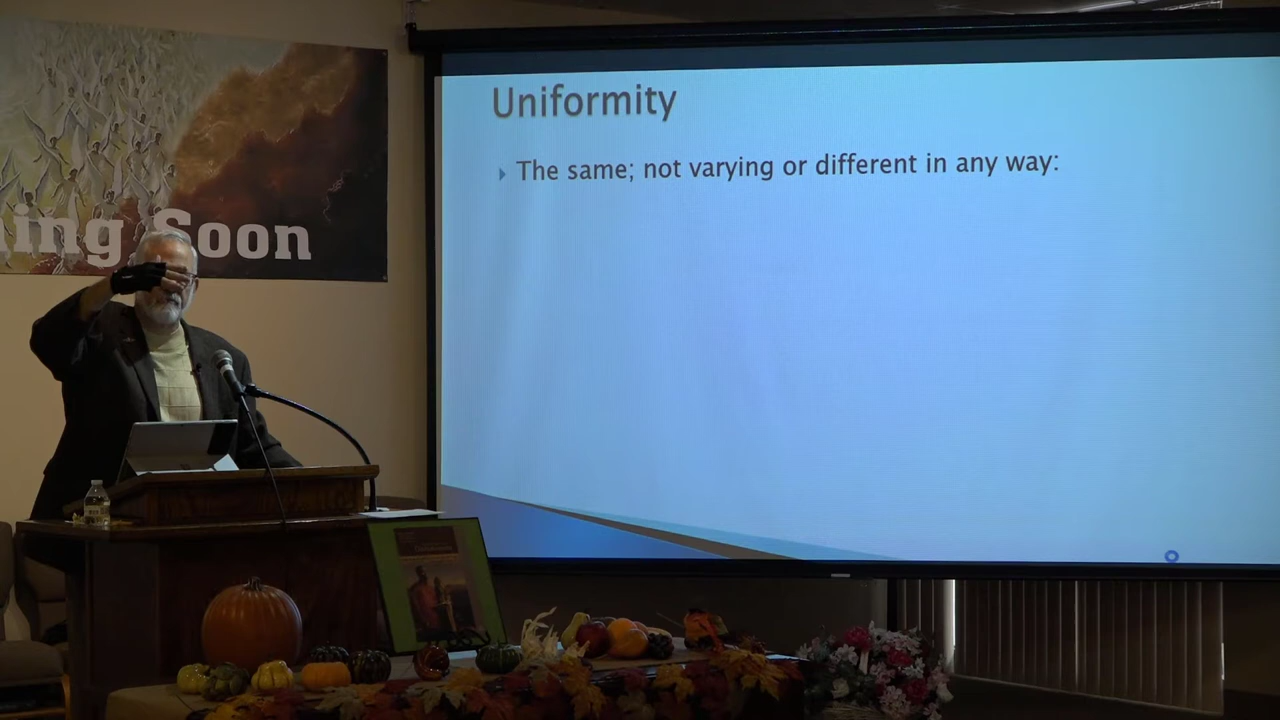 ing Soon
Uniformity
The same; not varying or different in any way: